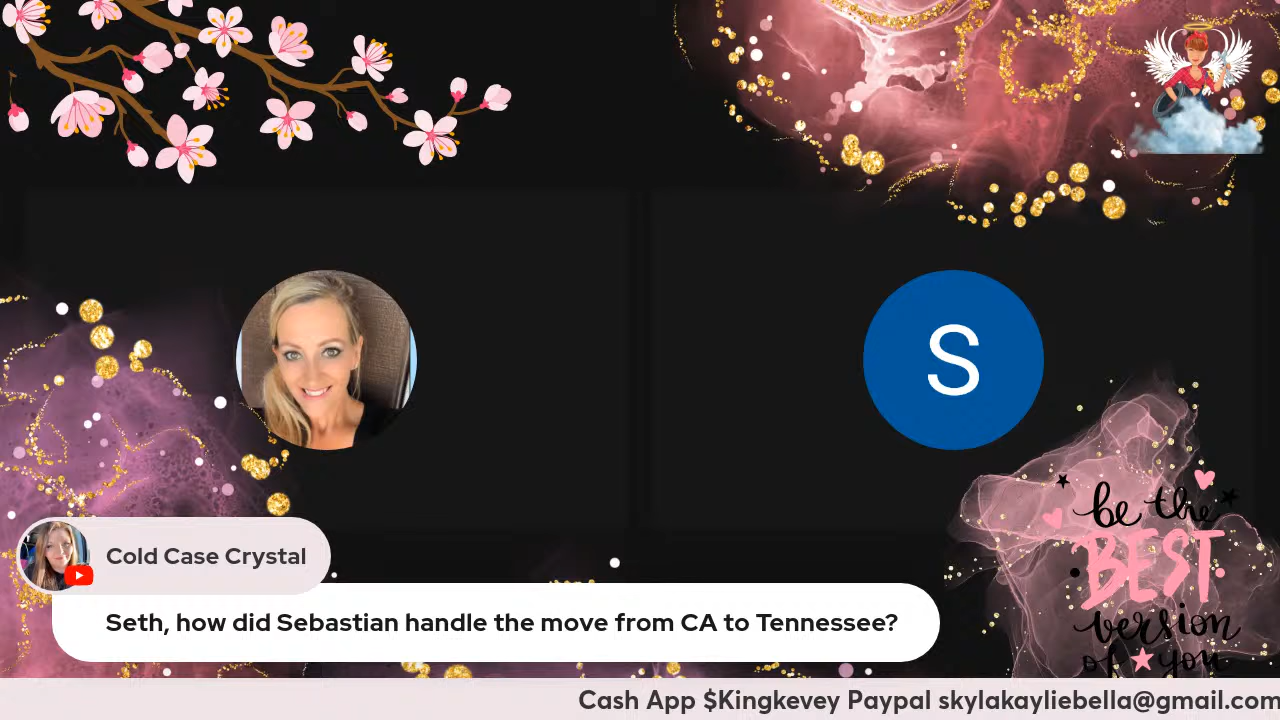 S
be the
BEST
version
of you
Cold Case Crystal
Seth, how did Sebastian handle the move from CA to Tennessee?
Cash App $Kingkevey Paypal skylakayliebella@gmail.com